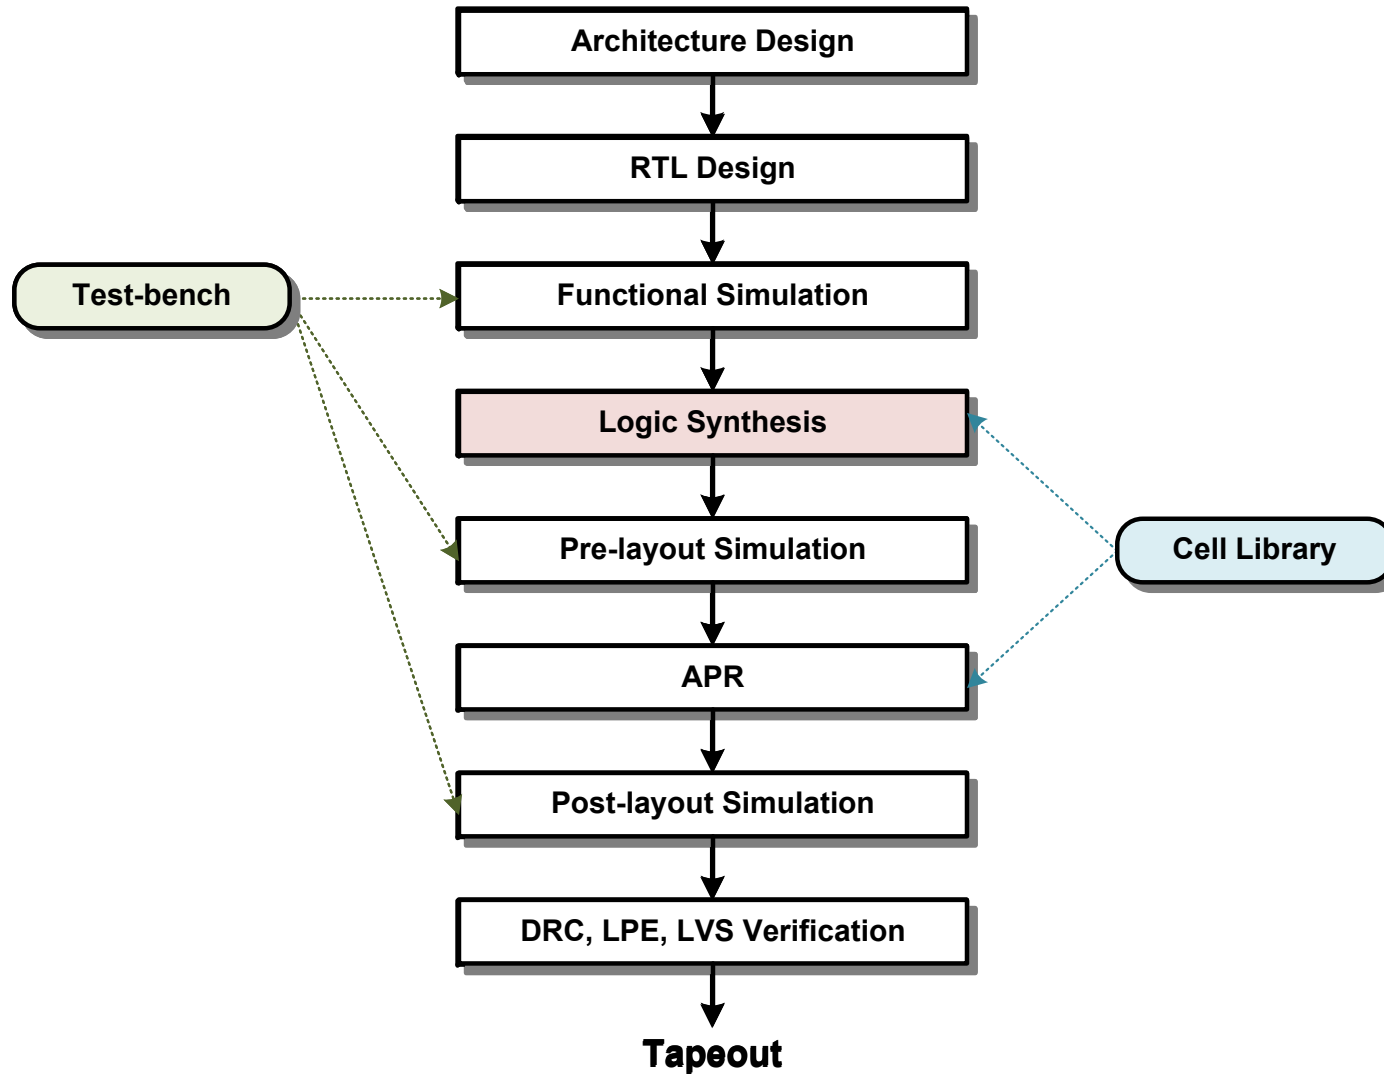 Architecture Design
RTL Design
Test-bench
Functional Simulation
Logic Synthesis
Pre-layout Simulation
Cell Library
APR
Post-layout Simulation
DRC, LPE, LVS Verification
Tapeout